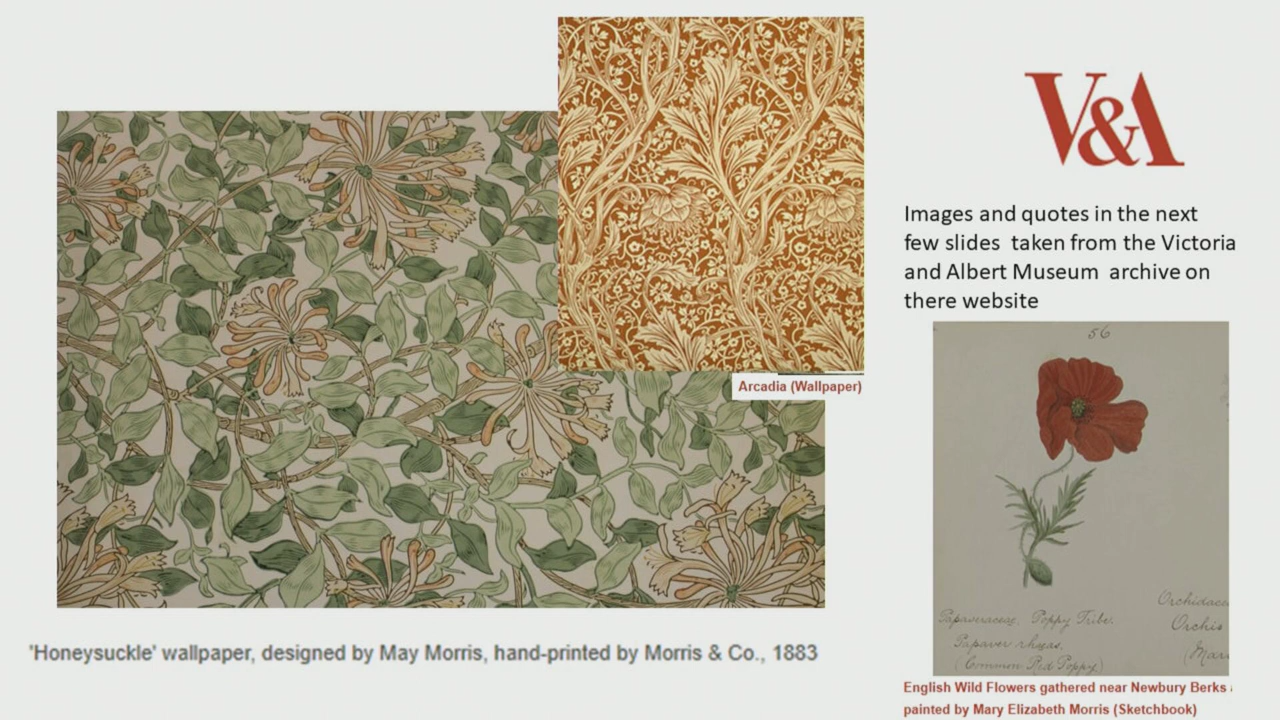 V&A
Images and quotes in the next
few slides taken from the Victoria
and Albert Museum archive on
there website
Arcadia (Wallpaper)
'Honeysuckle' wallpaper, designed by May Morris, hand-printed by Morris & Co., 1883
56
Papaveraceae. Poppy Tribe.
Papaver rhæas.
(Common Red Poppy)
Orchis
English Wild Flowers gathered near Newbury Berks
painted by Mary Elizabeth Morris (Sketchbook)